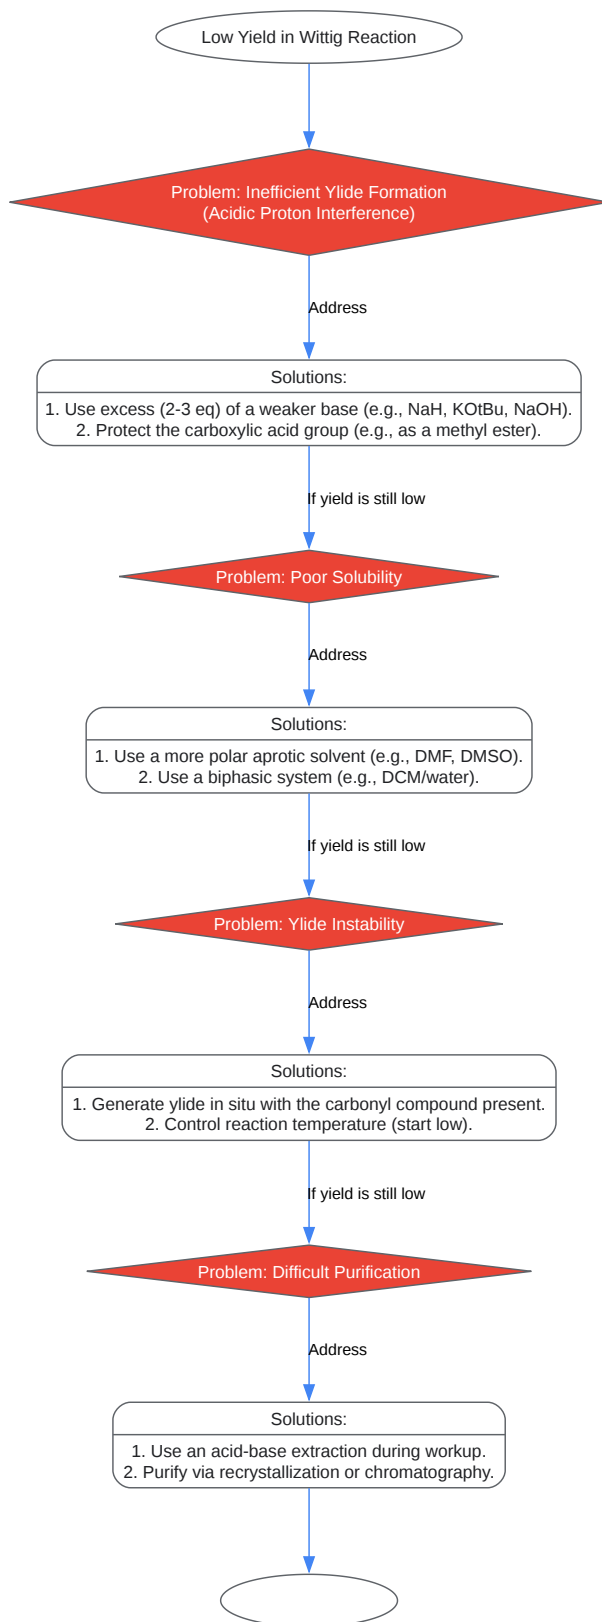 Low Yield in Wittig Reaction
Problem: Inefficient Ylide Formation
(Acidic Proton Interference)
Address
Solutions:
1. Use excess (2-3 eq) of a weaker base (e.g., NaH, KOtBu, NaOH).
2. Protect the carboxylic acid group (e.g., as a methyl ester).
If yield is still low
Problem: Poor Solubility
Address
Solutions:
1. Use a more polar aprotic solvent (e.g., DMF, DMSO).
2. Use a biphasic system (e.g., DCM/water).
If yield is still low
Problem: Ylide Instability
Address
Solutions:
1. Generate ylide in situ with the carbonyl compound present.
2. Control reaction temperature (start low).
If yield is still low
Problem: Difficult Purification
Address
Solutions:
1. Use an acid-base extraction during workup.
2. Purify via recrystallization or chromatography.